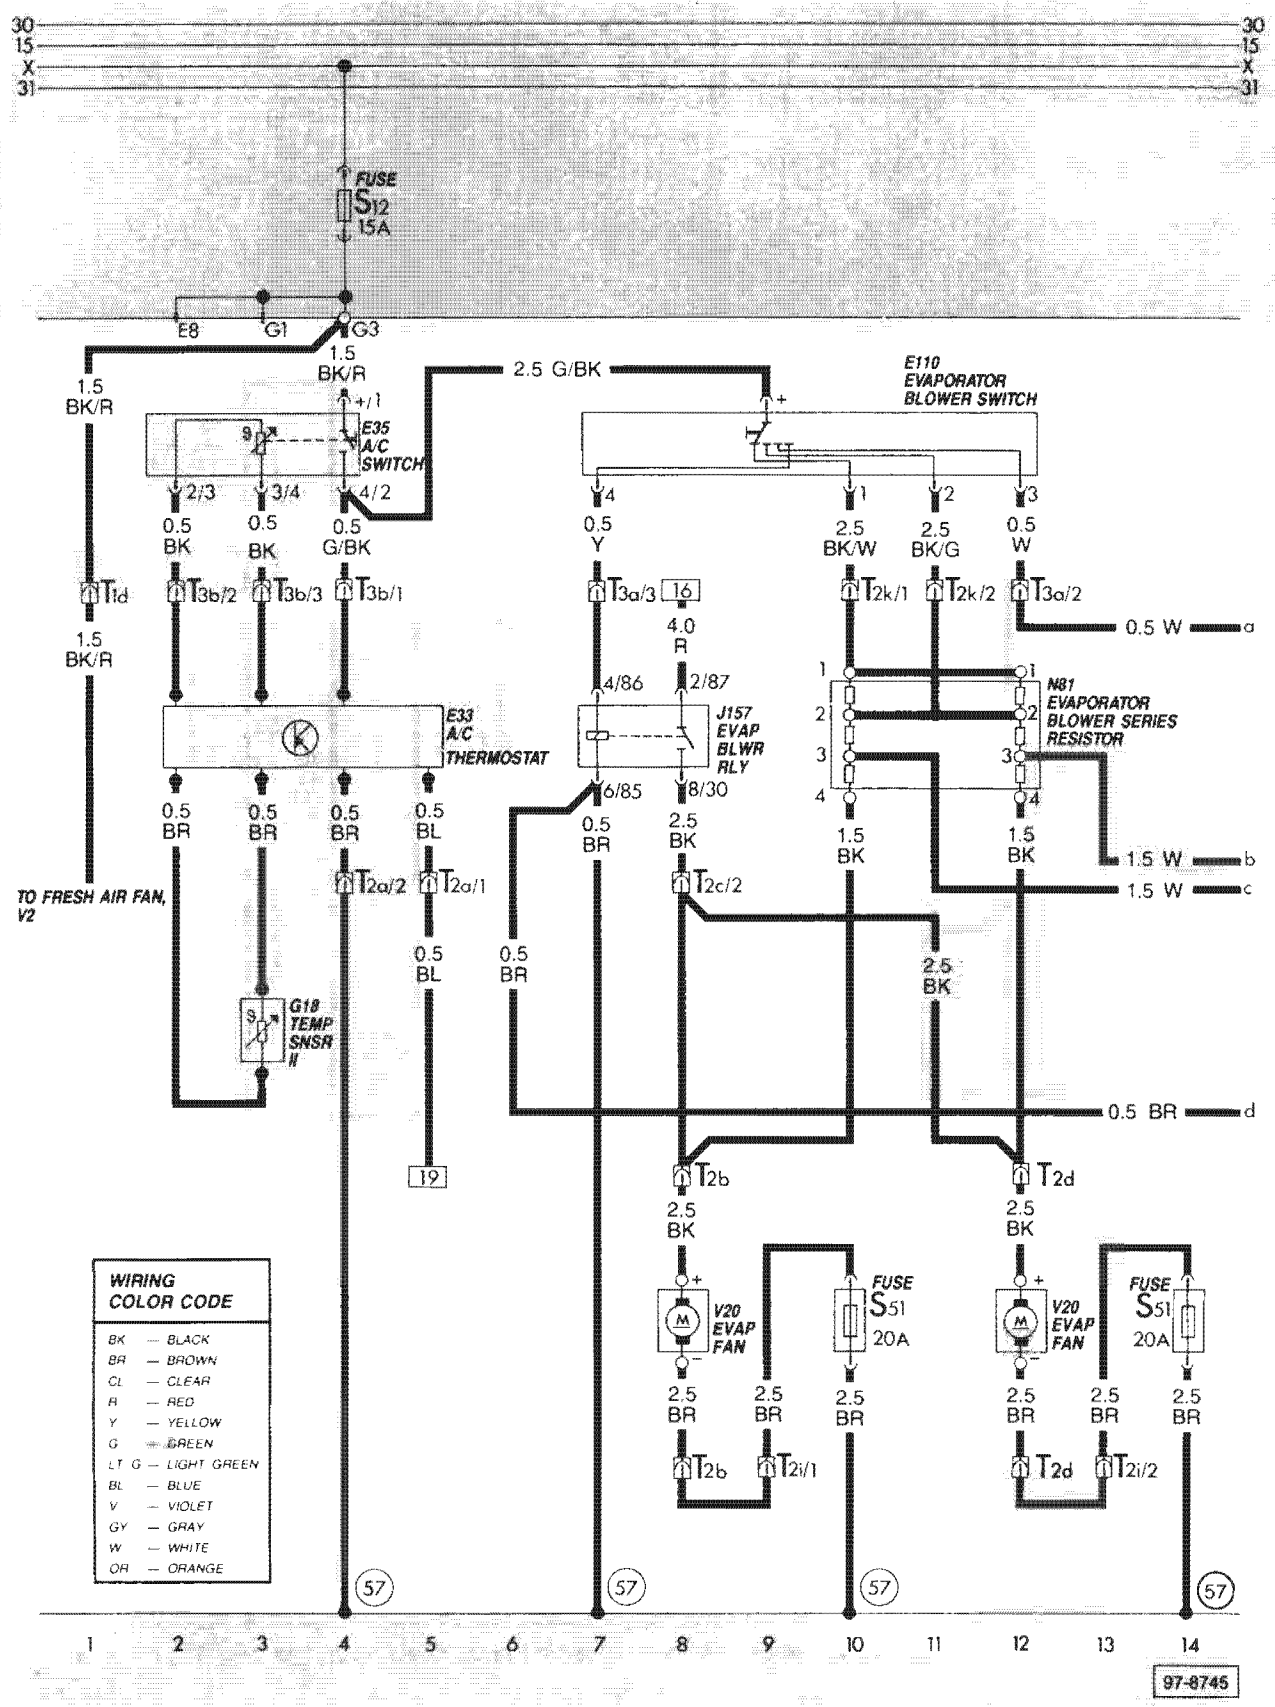 30 30
15 15
X X
31 31
FUSE
S12
15A
E8 G1 G3
1.5
BK/R
1.5
BK/R
2.5 G/BK
E110
EVAPORATOR
BLOWER SWITCH
+/1
+
E35
A/C
SWITCH
2/3 3/4 4/2
4 1 2 3
0.5
BK
0.5
BK
0.5
G/BK
0.5
Y
2.5
BK/W
2.5
BK/G
0.5
W
T1d T3b/2 T3b/3 T3b/1 T3a/3 16 T2k/1 T2k/2 T3a/2
1.5
BK/R
4.0
R
0.5 W a
4/86 2/87
1 1
2 2
3 3
4 4
N81
EVAPORATOR
BLOWER SERIES
RESISTOR
E33
A/C
THERMOSTAT
J157
EVAP
BLWR
RLY
6/85 8/30
0.5
BR
0.5
BR
0.5
BR
0.5
BL
0.5
BR
2.5
BK
1.5
BK
1.5
BK
1.5 W b
1.5 W c
T2a/2 T2a/1 T2c/2
TO FRESH AIR FAN,
V2
0.5
BL
0.5
BR
2.5
BK
G18
TEMP
SNSR
II
0.5 BR d
19
T2b T2d
2.5
BK
2.5
BK
+ +
V20
EVAP
FAN
M
FUSE
S51
20A
V20
EVAP
FAN
M
FUSE
S51
20A
− −
2.5
BR
2.5
BR
2.5
BR
2.5
BR
2.5
BR
2.5
BR
T2b T2i/1 T2d T2i/2
WIRING
COLOR CODE
BK — BLACK
BR — BROWN
CL — CLEAR
R — RED
Y — YELLOW
G — GREEN
LT G — LIGHT GREEN
BL — BLUE
V — VIOLET
GY — GRAY
W — WHITE
OR — ORANGE
57 57 57 57
1 2 3 4 5 6 7 8 9 10 11 12 13 14
97-8745